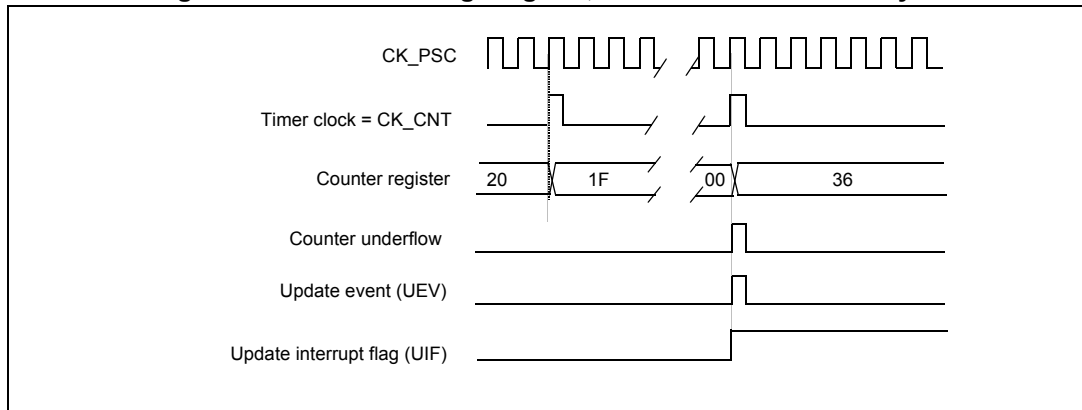 CK_PSC
Timer clock = CK_CNT
Counter register 20 1F 00 36
Counter underflow
Update event (UEV)
Update interrupt flag (UIF)